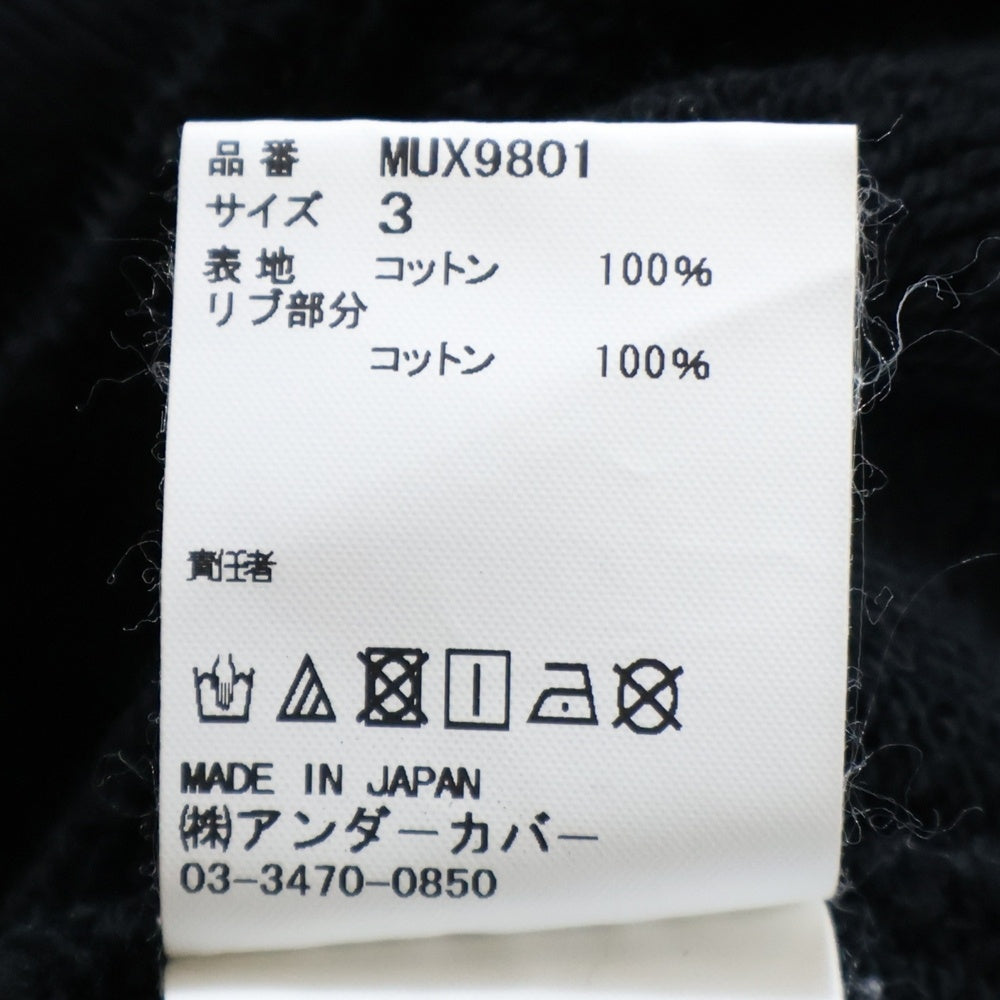 品番 MUX9801
サイズ 3
表地 コットン 100%
リブ部分
コットン 100%
責任者
MADE IN JAPAN
㈱アンダーカバー
03-3470-0850